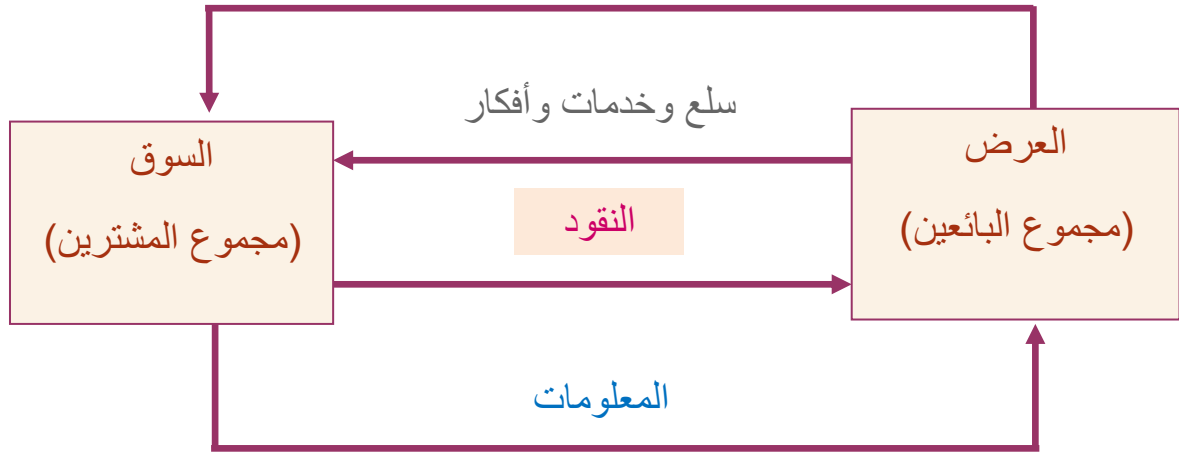 سلع وخدمات وأفكار
العرض
(مجموع البائعين)
السوق
(مجموع المشترين)
النقود
المعلومات